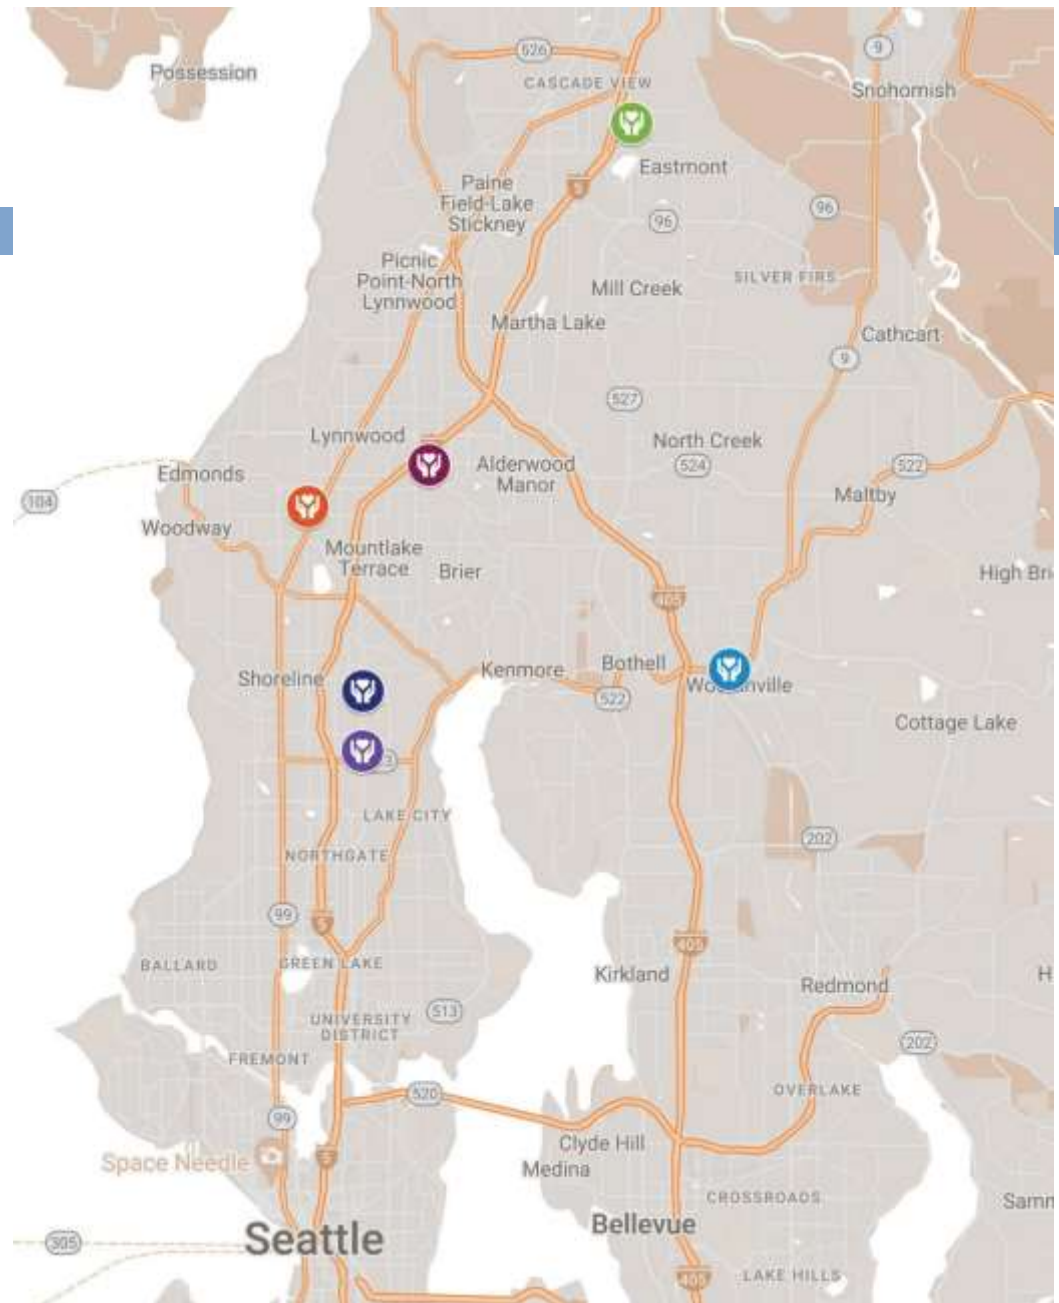 526
9
Possession
CASCADE VIEW
Snohomish
Eastmont
5
Paine
Field-Lake
Stickney
96
96
Picnic
Point-North
Lynnwood
SILVER FIRS
Mill Creek
Martha Lake
Cathcart
9
527
Lynnwood
North Creek
Alderwood
Manor
524
522
Edmonds
104
Maltby
Woodway
Mountlake
Terrace
Brier
High Bri
405
Kenmore
Bothell
Shoreline
522
Cottage Lake
3
LAKE CITY
202
NORTHGATE
99
5
405
BALLARD
GREEN LAKE
Kirkland
Redmond
H
513
UNIVERSITY
DISTRICT
202
FREMONT
520
OVERLAKE
99
Clyde Hill
5
Space Needle
Medina
CROSSROADS
Samm
Bellevue
Seattle
305
405
LAKE HILLS